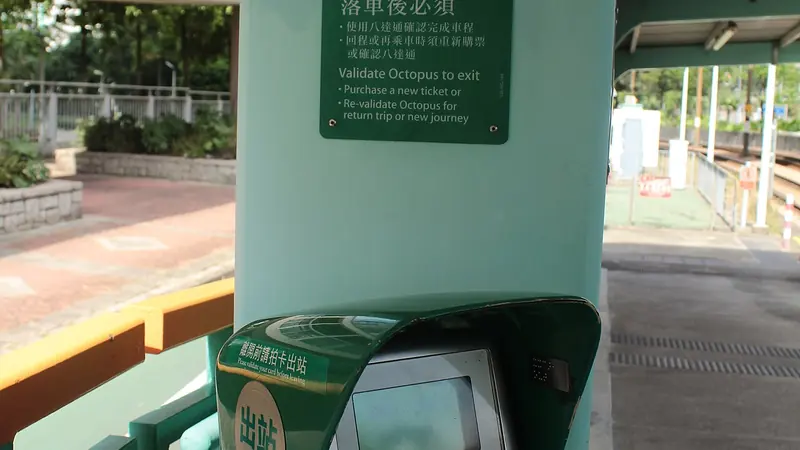 落車後必須
·使用八達通確認完成車程
·回程或再乘車時須重新購票
或確認八達通
Validate Octopus to exit
• Purchase a new ticket or
• Re-validate Octopus for
return trip or new journey
離開前請拍卡出站
Please validate your card before leaving
出站